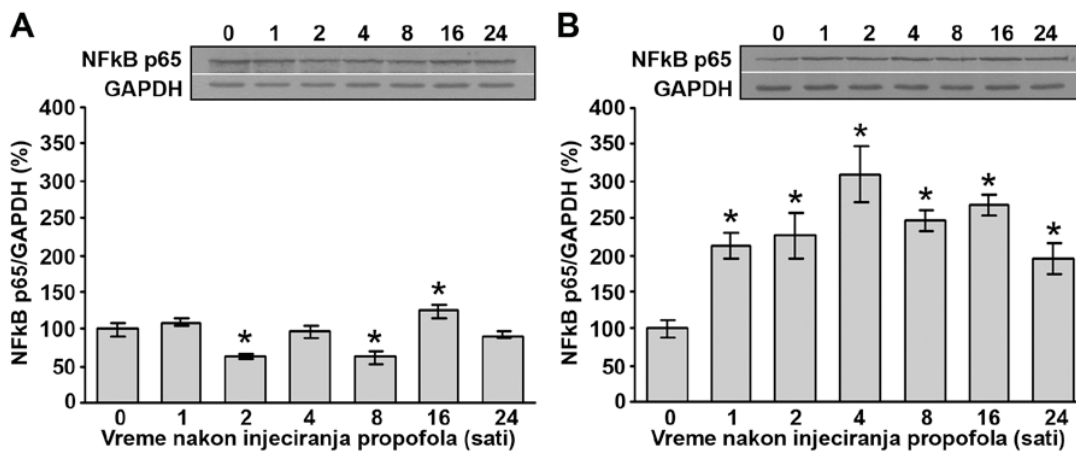 A
0 1 2 4 8 16 24
NFkB p65
GAPDH
NFkB p65/GAPDH (%)
400
350
300
250
200
150
100
50
0
* * *
0 1 2 4 8 16 24
Vreme nakon injeciranja propofola (sati)
B
0 1 2 4 8 16 24
NFkB p65
GAPDH
NFkB p65/GAPDH (%)
400
350
300
250
200
150
100
50
0
* * * * * *
0 1 2 4 8 16 24
Vreme nakon injeciranja propofola (sati)